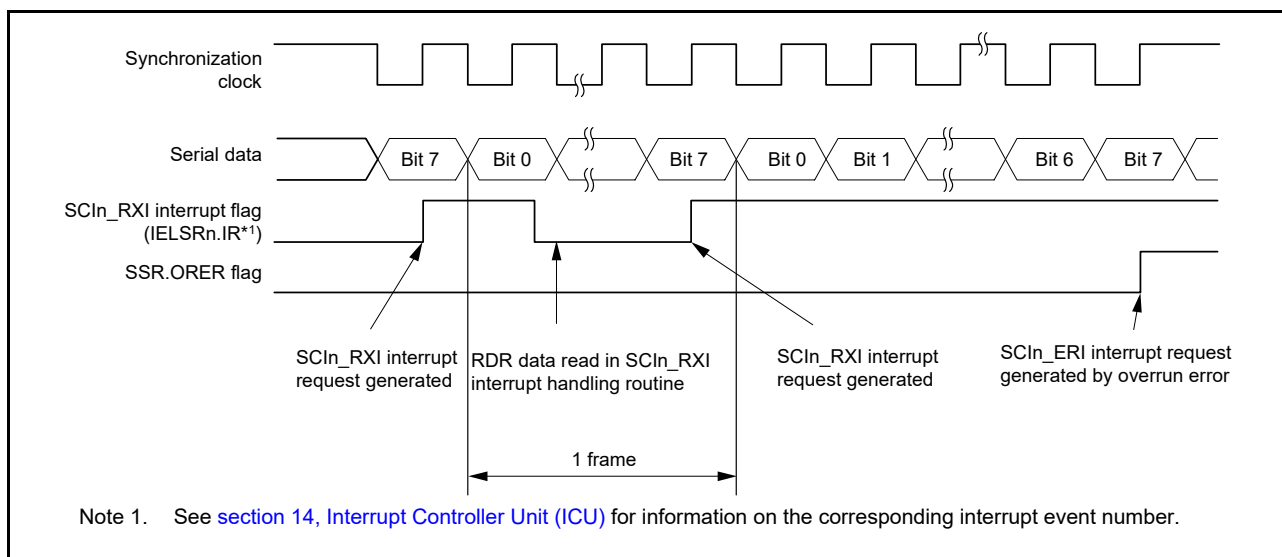 Synchronization
clock
Serial data
Bit 7
Bit 0
Bit 7
Bit 0
Bit 1
Bit 6
Bit 7
SCIn_RXI interrupt flag
(IELSRn.IR*1)
SSR.ORER flag
SCIn_RXI interrupt
request generated
RDR data read in SCIn_RXI
interrupt handling routine
SCIn_RXI interrupt
request generated
SCIn_ERI interrupt request
generated by overrun error
1 frame
Note 1. See section 14, Interrupt Controller Unit (ICU) for information on the corresponding interrupt event number.